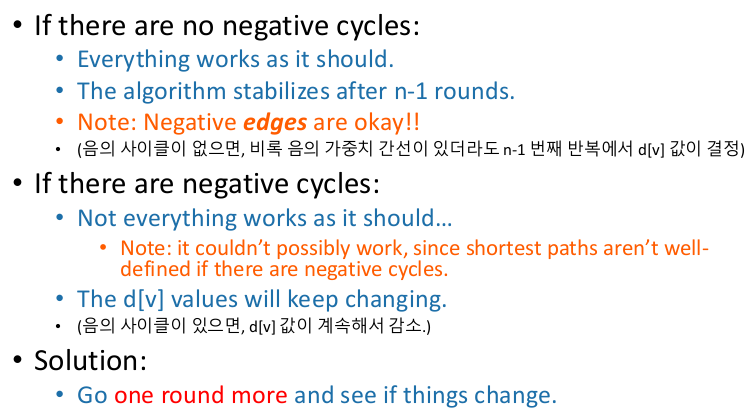 • If there are no negative cycles:
• Everything works as it should.
• The algorithm stabilizes after n-1 rounds.
• Note: Negative edges are okay!!
• (음의 사이클이 없으면, 비록 음의 가중치 간선이 있더라도 n-1 번째 반복에서 d[v] 값이 결정)
• If there are negative cycles:
• Not everything works as it should…
• Note: it couldn’t possibly work, since shortest paths aren’t well-
defined if there are negative cycles.
• The d[v] values will keep changing.
• (음의 사이클이 있으면, d[v] 값이 계속해서 감소.)
• Solution:
• Go one round more and see if things change.